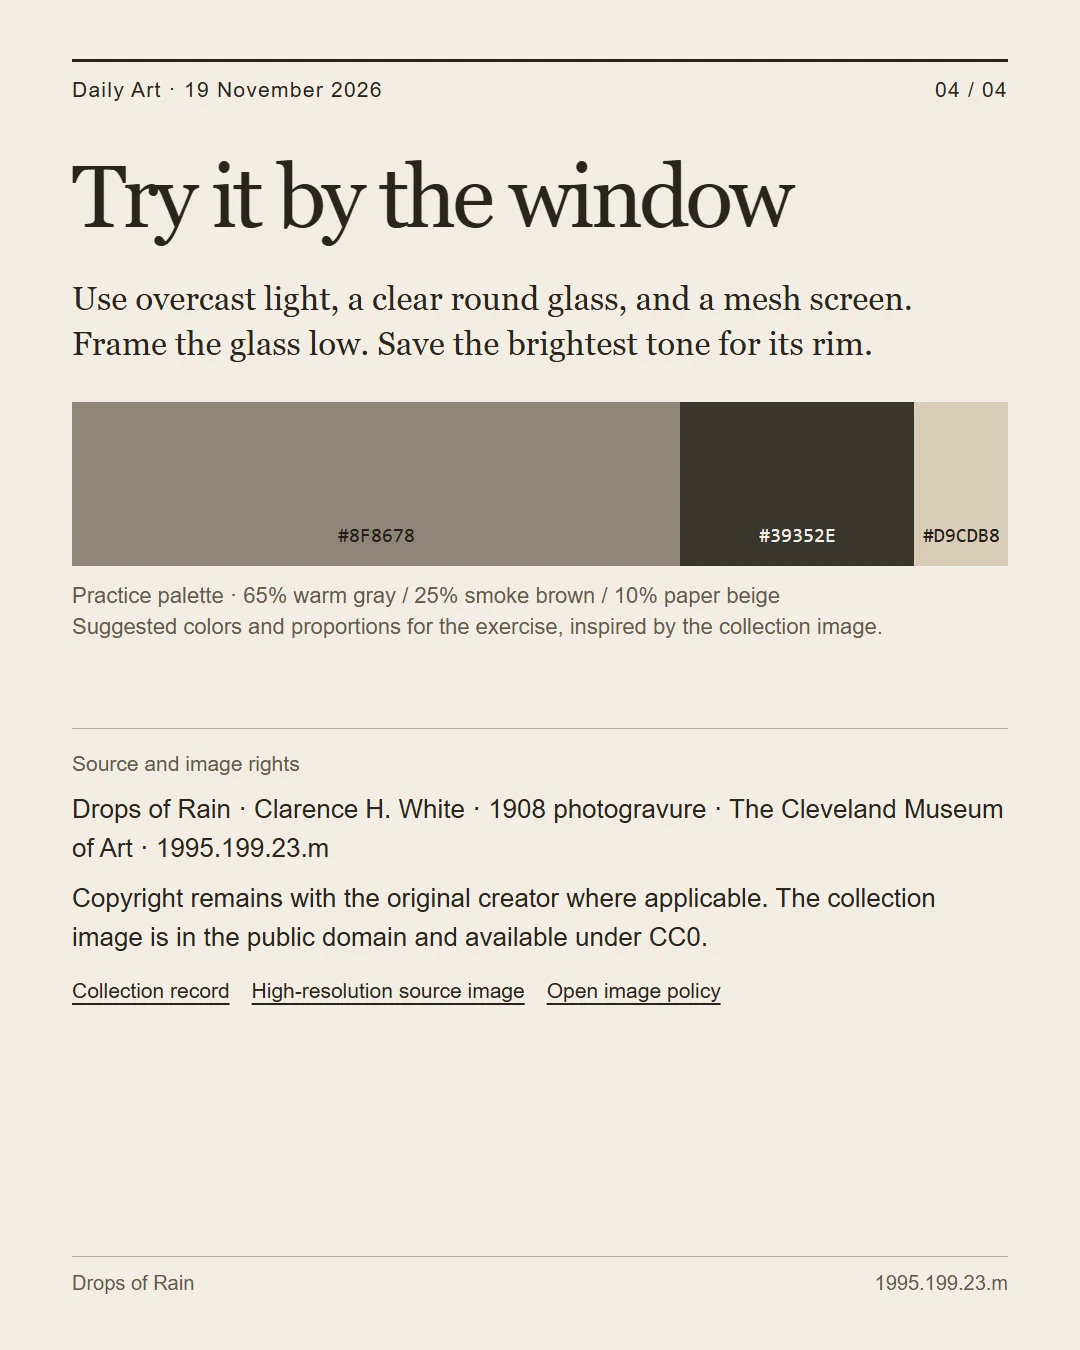 Daily Art · 19 November 2026
04 / 04
Try it by the window
Use overcast light, a clear round glass, and a mesh screen.
Frame the glass low. Save the brightest tone for its rim.
#8F8678
#39352E
#D9CDB8
Practice palette · 65% warm gray / 25% smoke brown / 10% paper beige
Suggested colors and proportions for the exercise, inspired by the collection image.
Source and image rights
Drops of Rain · Clarence H. White · 1908 photogravure · The Cleveland Museum
of Art · 1995.199.23.m
Copyright remains with the original creator where applicable. The collection
image is in the public domain and available under CC0.
Collection record High-resolution source image Open image policy
Drops of Rain
1995.199.23.m